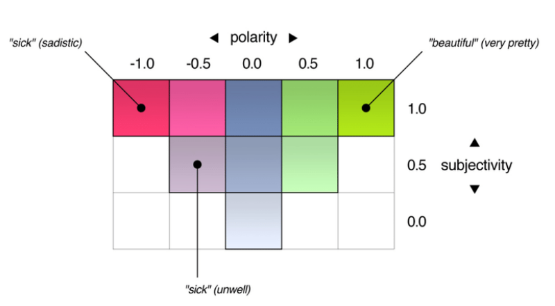 ◄ polarity ►
"sick" (sadistic)
"beautiful" (very pretty)
-1.0 -0.5 0.0 0.5 1.0
1.0
▲
0.5 subjectivity
▼
0.0
"sick" (unwell)